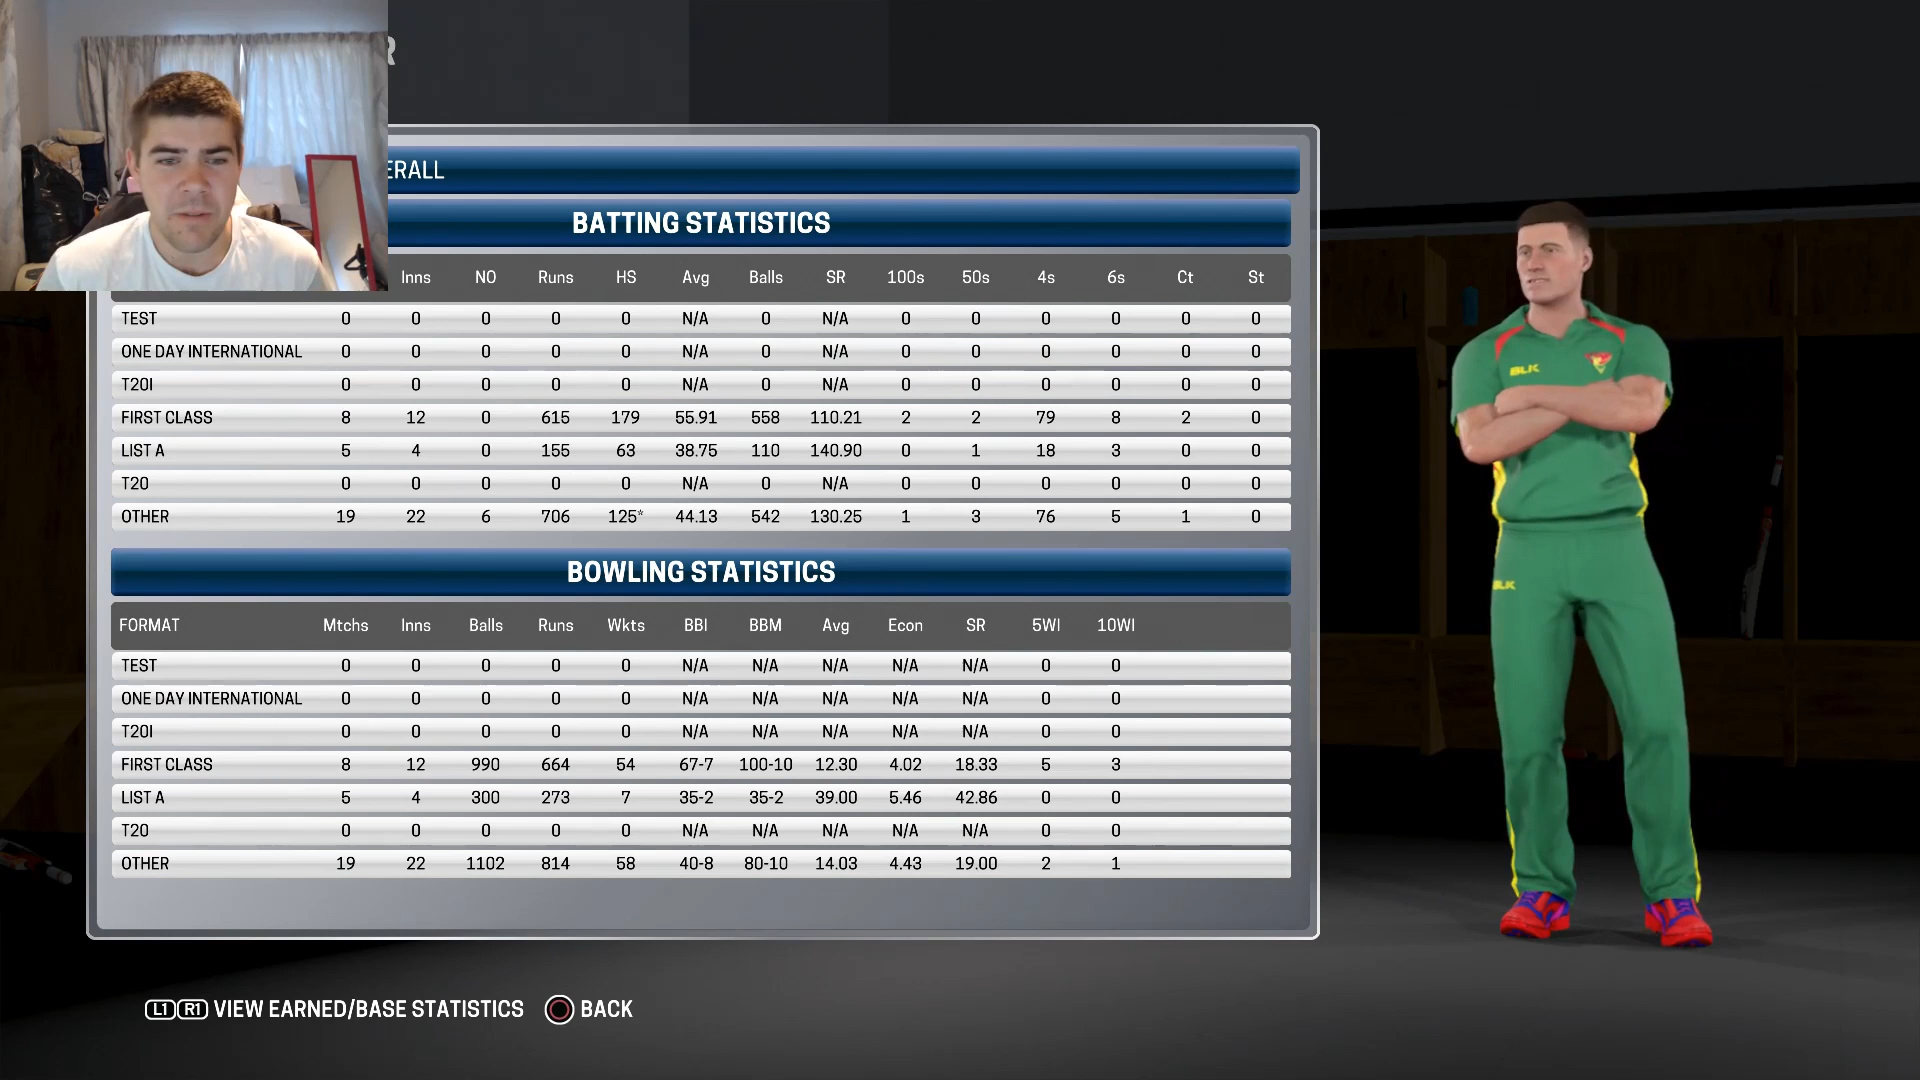 R
ERALL
BATTING STATISTICS
Inns NO Runs HS Avg Balls SR 100s 50s 4s 6s Ct St
TEST 0 0 0 0 0 N/A 0 N/A 0 0 0 0 0 0
ONE DAY INTERNATIONAL 0 0 0 0 0 N/A 0 N/A 0 0 0 0 0 0
T20I 0 0 0 0 0 N/A 0 N/A 0 0 0 0 0 0
FIRST CLASS 8 12 0 615 179 55.91 558 110.21 2 2 79 8 2 0
LIST A 5 4 0 155 63 38.75 110 140.90 0 1 18 3 0 0
T20 0 0 0 0 0 N/A 0 N/A 0 0 0 0 0 0
OTHER 19 22 6 706 125* 44.13 542 130.25 1 3 76 5 1 0
BOWLING STATISTICS
FORMAT Mtchs Inns Balls Runs Wkts BBI BBM Avg Econ SR 5WI 10WI
TEST 0 0 0 0 0 N/A N/A N/A N/A N/A 0 0
ONE DAY INTERNATIONAL 0 0 0 0 0 N/A N/A N/A N/A N/A 0 0
T20I 0 0 0 0 0 N/A N/A N/A N/A N/A 0 0
FIRST CLASS 8 12 990 664 54 67-7 100-10 12.30 4.02 18.33 5 3
LIST A 5 4 300 273 7 35-2 35-2 39.00 5.46 42.86 0 0
T20 0 0 0 0 0 N/A N/A N/A N/A N/A 0 0
OTHER 19 22 1102 814 58 40-8 80-10 14.03 4.43 19.00 2 1
BLK
BLK
L1 R1 VIEW EARNED/BASE STATISTICS BACK